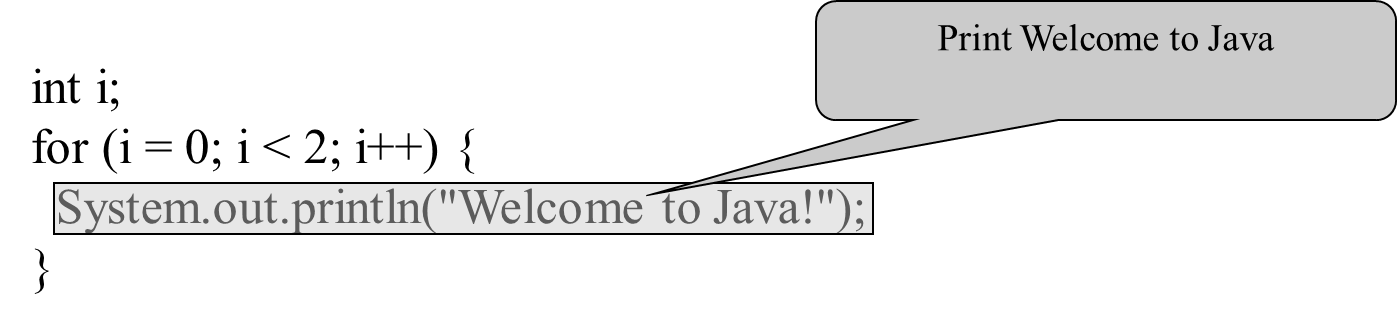 Print Welcome to Java
int i;
for (i = 0; i < 2; i++) {
System.out.println("Welcome to Java!");
}